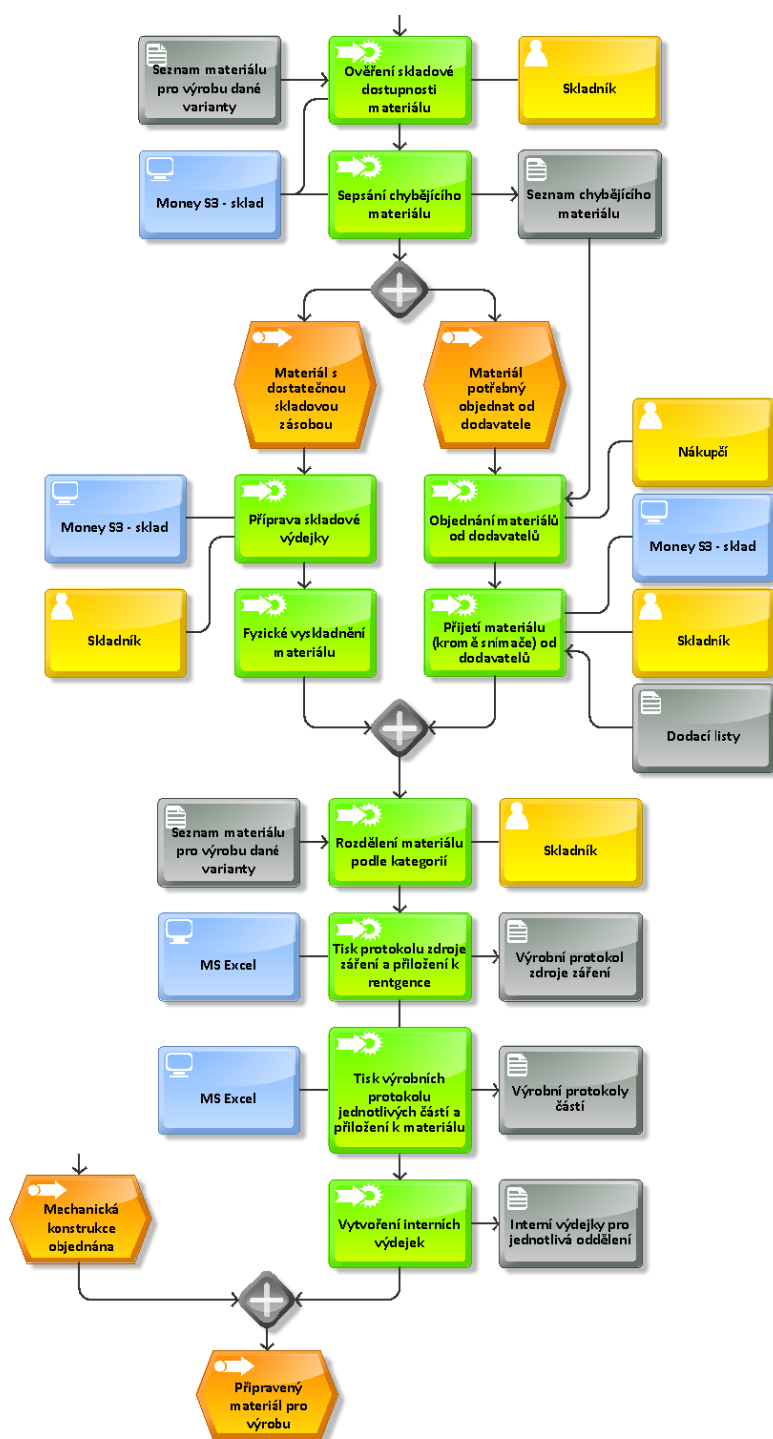 Seznam materiálu
pro výrobu dané
varianty
Ověření skladové
dostupnosti
materiálu
Skladník
Money S3 - sklad
Sepsání chybějícího
materiálu
Seznam chybějícího
materiálu
Materiál s
dostatečnou
skladovou
zásobou
Materiál
potřebný
objednat od
dodavatele
Nákupčí
Money S3 - sklad
Příprava skladové
výdejky
Objednání materiálů
od dodavatelů
Money S3 - sklad
Skladník
Fyzické vyskladnění
materiálu
Přijetí materiálu
(kromě snímače) od
dodavatelů
Skladník
Dodací listy
Seznam materiálu
pro výrobu dané
varianty
Rozdělení materiálu
podle kategorií
Skladník
MS Excel
Tisk protokolu zdroje
záření a přiložení k
rentgence
Výrobní protokol
zdroje záření
MS Excel
Tisk výrobních
protokolu
jednotlivých částí a
přiložení k materiálu
Výrobní protokoly
částí
Mechanická
konstrukce
objednána
Vytvoření interních
výdejek
Interní výdejky pro
jednotlivá oddělení
Připravený
materiál pro
výrobu